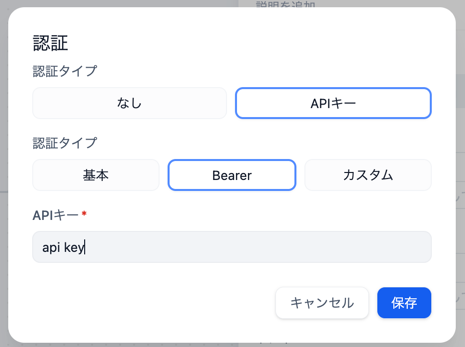 説明を追加
認証
認証タイプ
なし
APIキー
認証タイプ
基本
Bearer
カスタム
APIキー*
api key
キャンセル
保存